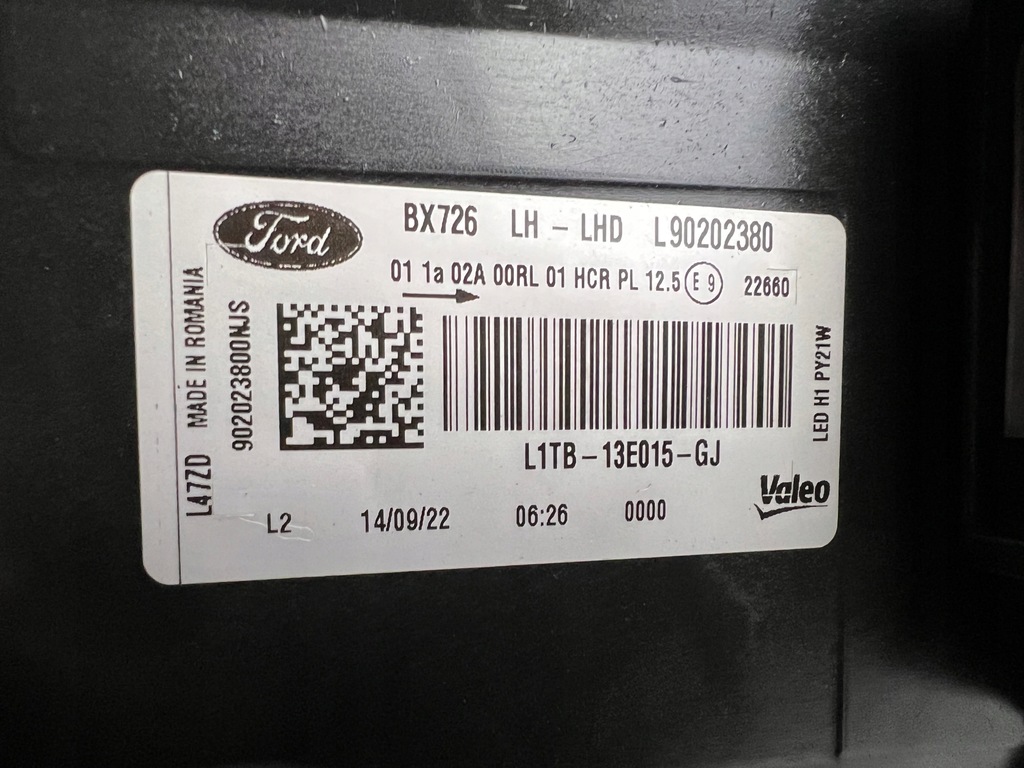 Ford
BX726 LH - LHD L90202380
01 1a 02A 00RL 01 HCR PL 12.5 E 9 22660
L47ZD MADE IN ROMANIA
902023800NJS
LED H1 PY21W
L1TB-13E015-GJ
Valeo
L2 14/09/22 06:26 0000